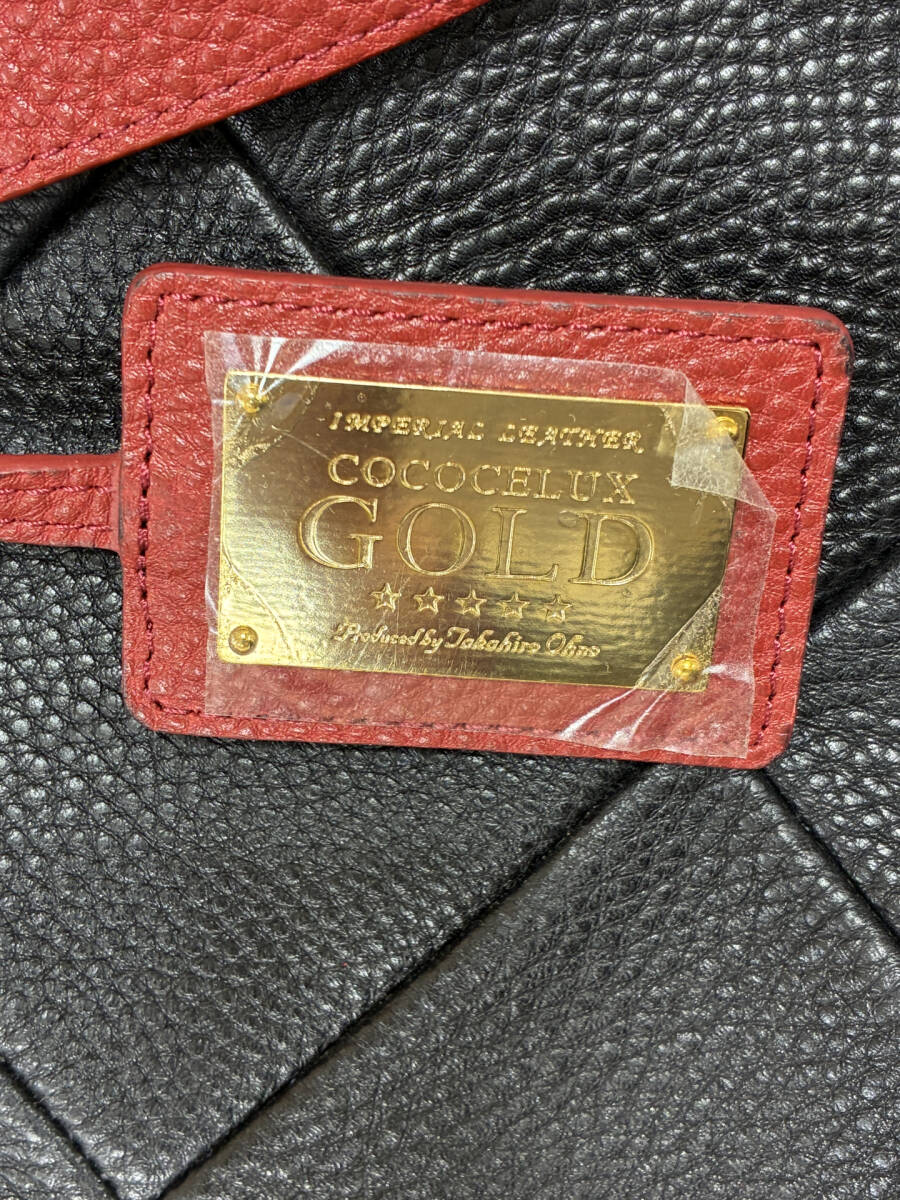 IMPERIAL LEATHER
COCOCELUX
GOLD
☆☆☆☆☆
Produced by Takahiro Ohno